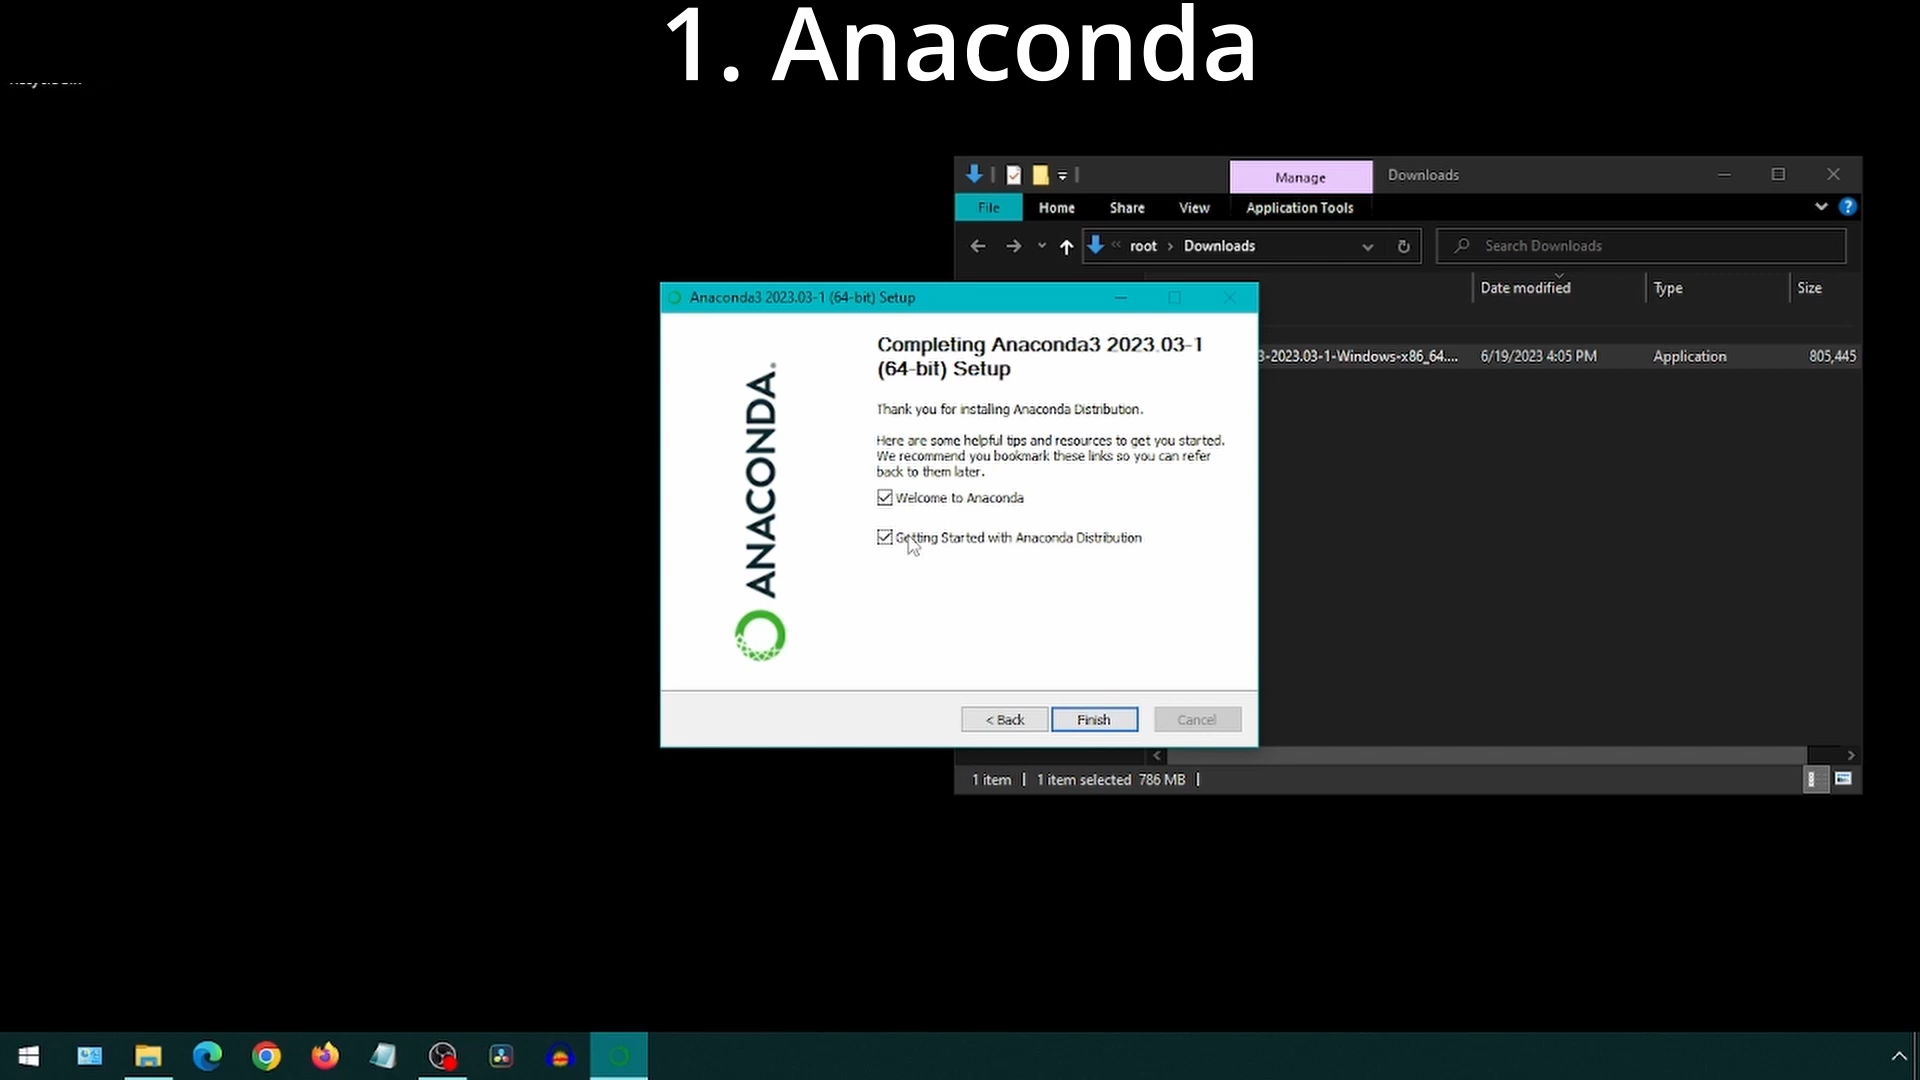 1. Anaconda
Manage
Downloads
File
Home
Share
View
Application Tools
root
Downloads
Search Downloads
Date modified
Type
Size
3-2023.03-1-Windows-x86_64....
6/19/2023 4:05 PM
Application
805,445
Anaconda3 2023.03-1 (64-bit) Setup
ANACONDA.
Completing Anaconda3 2023.03-1
(64-bit) Setup
Thank you for installing Anaconda Distribution.
Here are some helpful tips and resources to get you started.
We recommend you bookmark these links so you can refer
back to them later.
Welcome to Anaconda
Getting Started with Anaconda Distribution
< Back
Finish
Cancel
1 item
1 item selected 786 MB